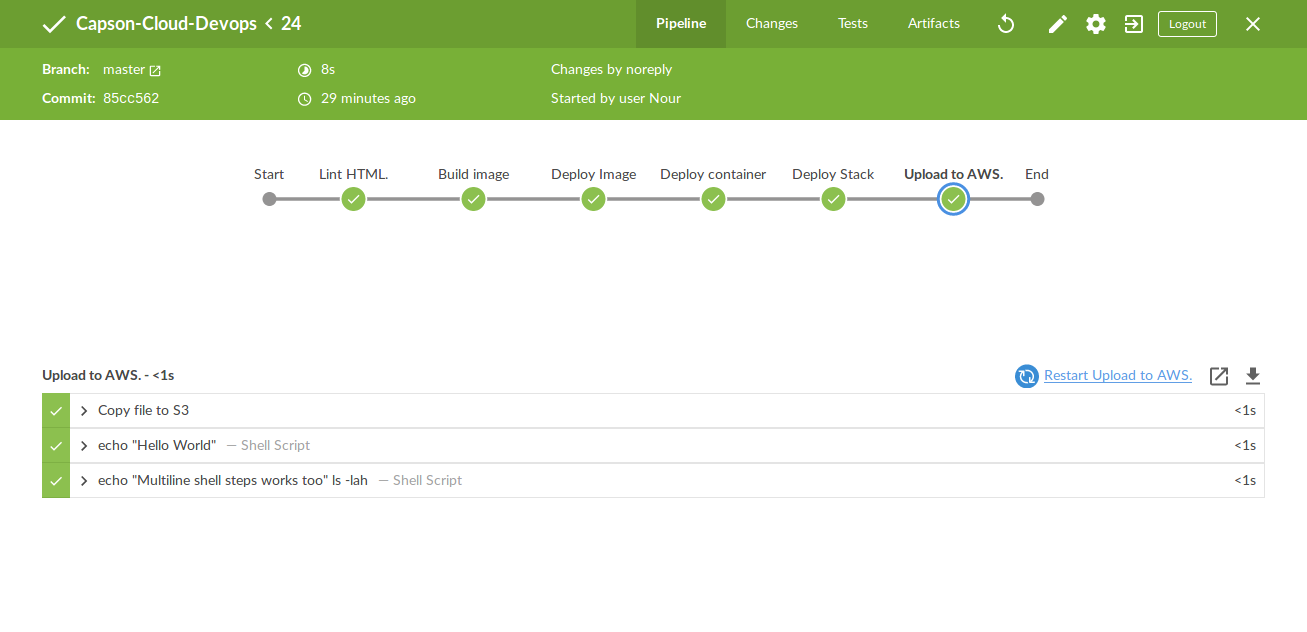 Capson-Cloud-Devops < 24
Pipeline
Changes
Tests
Artifacts
Logout
Branch: master
8s
Changes by noreply
Commit: 85cc562
29 minutes ago
Started by user Nour
Start
Lint HTML.
Build image
Deploy Image
Deploy container
Deploy Stack
Upload to AWS.
End
Upload to AWS. - <1s
Restart Upload to AWS.
Copy file to S3 <1s
echo "Hello World" — Shell Script <1s
echo "Multiline shell steps works too" ls -lah — Shell Script <1s